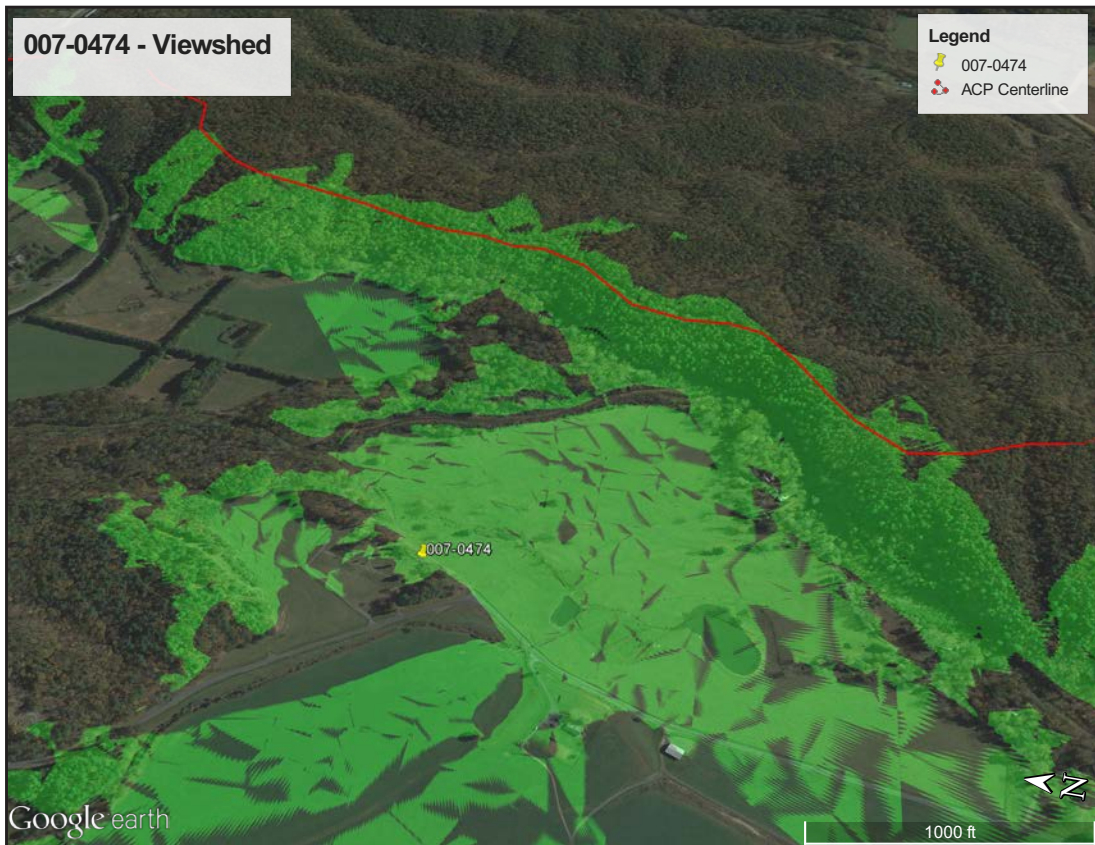 007-0474 - Viewshed
Legend
007-0474
ACP Centerline
007-0474
N
Google earth
1000 ft